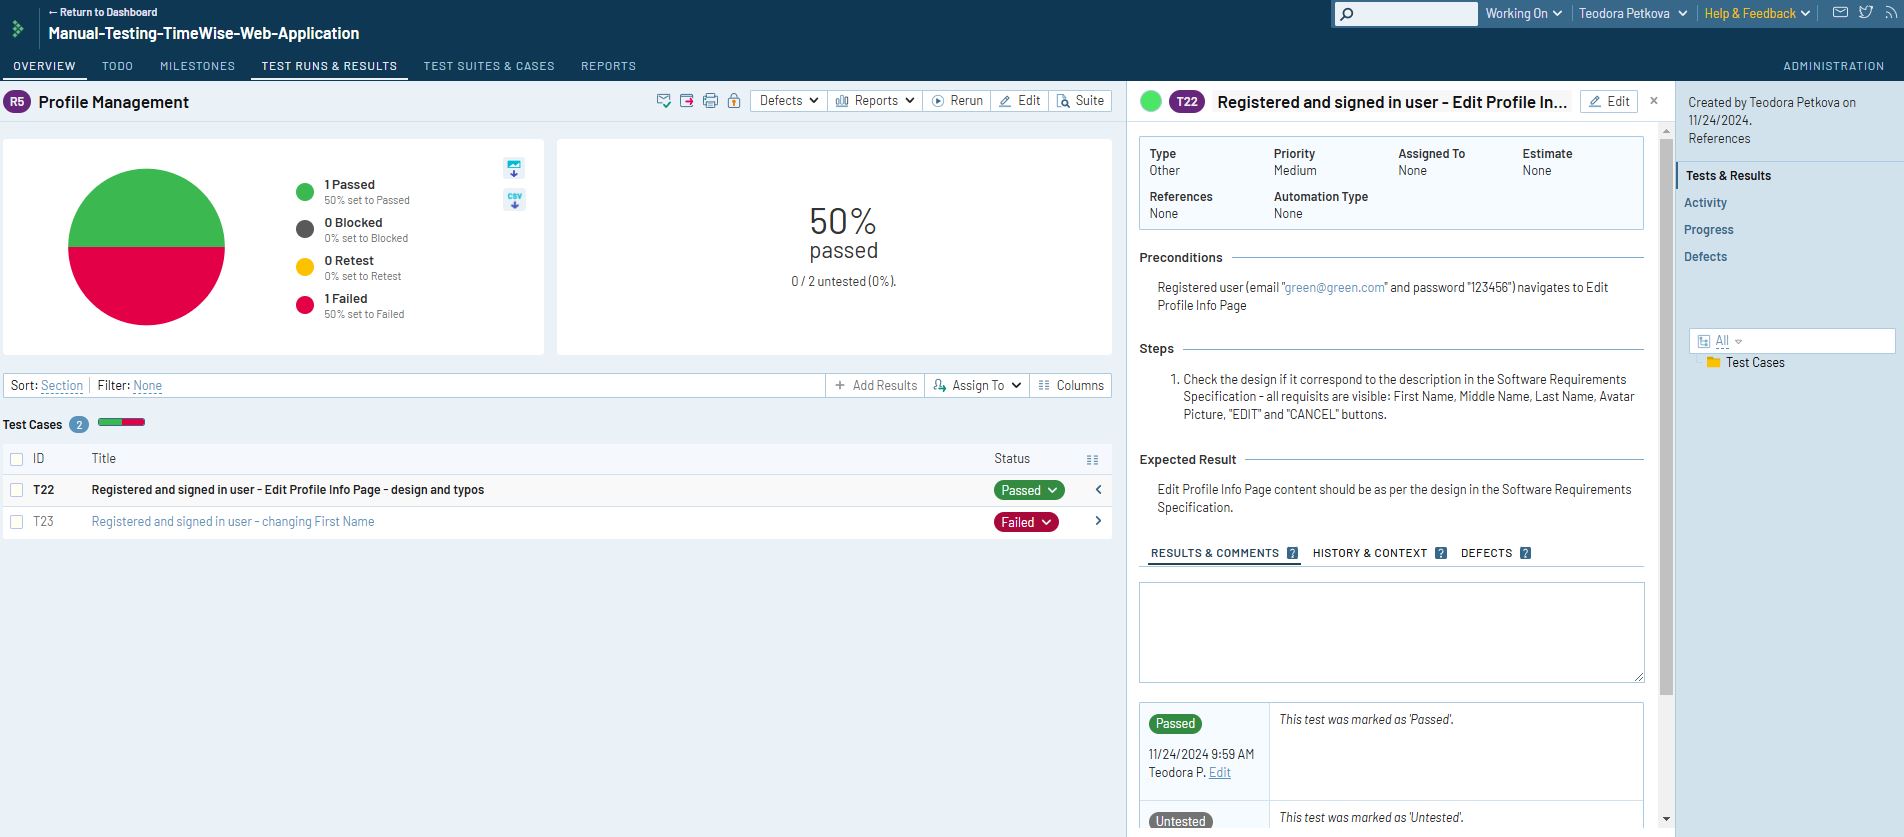 ← Return to Dashboard
Manual-Testing-TimeWise-Web-Application
Working On
Teodora Petkova
Help & Feedback
OVERVIEW TODO MILESTONES TEST RUNS & RESULTS TEST SUITES & CASES REPORTS
ADMINISTRATION
R5 Profile Management
Defects Reports Rerun Edit Suite
1 Passed
50% set to Passed
0 Blocked
0% set to Blocked
0 Retest
0% set to Retest
1 Failed
50% set to Failed
CSV
50%
passed
0 / 2 untested (0%).
Sort: Section Filter: None
Add Results Assign To Columns
Test Cases 2
ID Title Status
T22 Registered and signed in user - Edit Profile Info Page - design and typos Passed
T23 Registered and signed in user - changing First Name Failed
T22 Registered and signed in user - Edit Profile In... Edit ×
Type Priority Assigned To Estimate
Other Medium None None
References Automation Type
None None
Preconditions
Registered user (email "green@green.com" and password "123456") navigates to Edit
Profile Info Page
Steps
1. Check the design if it correspond to the description in the Software Requirements
Specification - all requisits are visible: First Name, Middle Name, Last Name, Avatar
Picture, "EDIT" and "CANCEL" buttons.
Expected Result
Edit Profile Info Page content should be as per the design in the Software Requirements
Specification.
RESULTS & COMMENTS ? HISTORY & CONTEXT ? DEFECTS ?
Passed
This test was marked as 'Passed'.
11/24/2024 9:59 AM
Teodora P. Edit
Untested
This test was marked as 'Untested'.
Created by Teodora Petkova on
11/24/2024.
References
Tests & Results
Activity
Progress
Defects
All
Test Cases